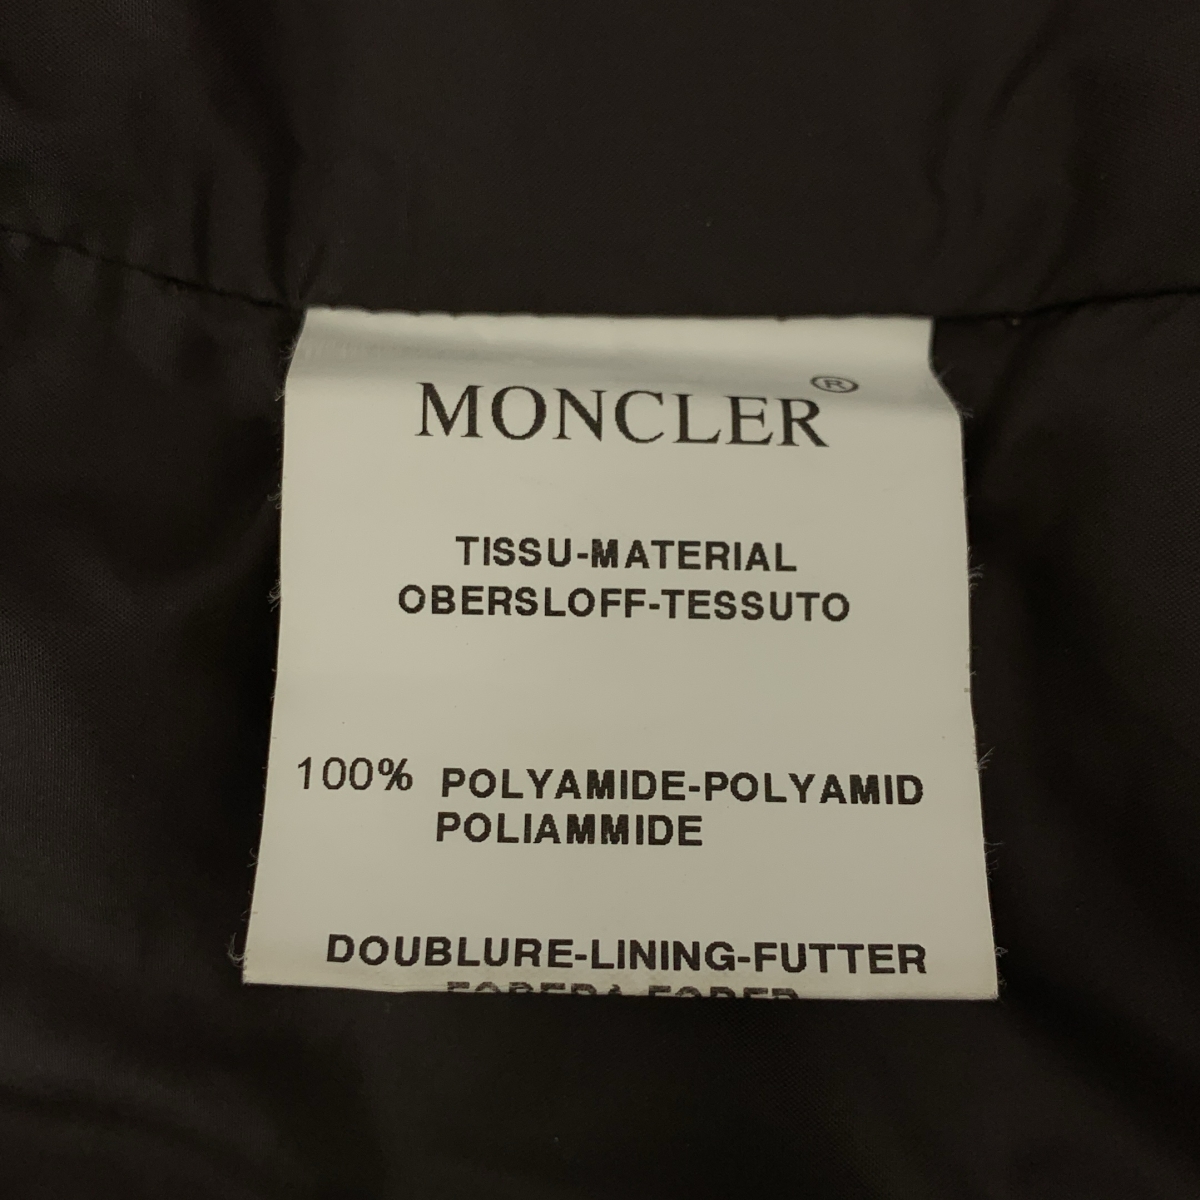 MONCLER®
TISSU-MATERIAL
OBERSLOFF-TESSUTO
100% POLYAMIDE-POLYAMID
POLIAMMIDE
DOUBLURE-LINING-FUTTER